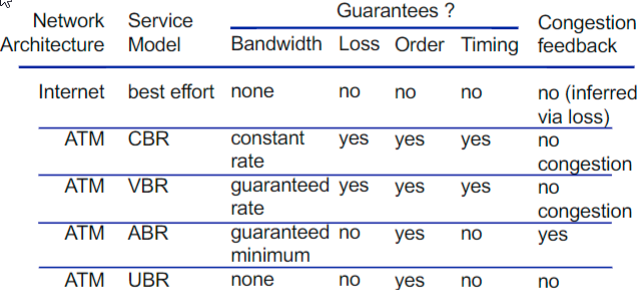 Guarantees ?
Network Architecture Service Model Bandwidth Loss Order Timing Congestion feedback
Internet best effort none no no no no (inferred via loss)
ATM CBR constant rate yes yes yes no congestion
ATM VBR guaranteed rate yes yes yes no congestion
ATM ABR guaranteed minimum no yes no yes
ATM UBR none no yes no no